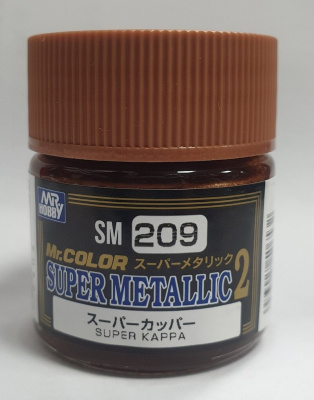 MR HOBBY
SM 209
Mr.COLOR スーパーメタリック
SUPER METALLIC 2
スーパーカッパー
SUPER KAPPA